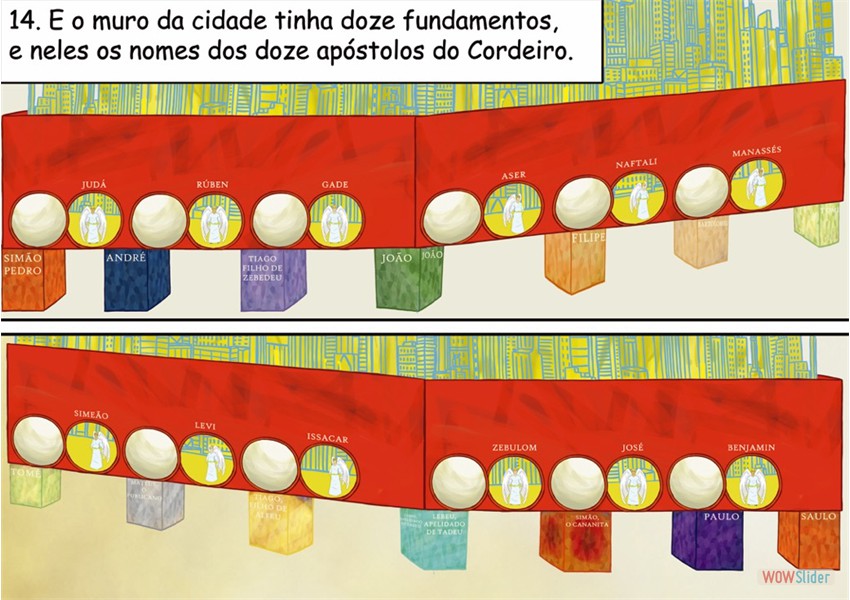 14. E o muro da cidade tinha doze fundamentos,
e neles os nomes dos doze apóstolos do Cordeiro.
JUDÁ
RÚBEN
GADE
ASER
NAFTALI
MANASSÉS
SIMÃO
PEDRO
ANDRÉ
TIAGO
FILHO DE
ZEBEDEU
JOÃO
JOÃO
FILIPE
SIMEÃO
LEVI
ISSACAR
ZEBULOM
JOSÉ
BENJAMIN
TOMÉ
TIAGO,
FILHO DE
ALFEU
LEBEU,
APELIDADO
DE TADEU
SIMÃO,
O CANANITA
PAULO
SAULO
WOWSlider